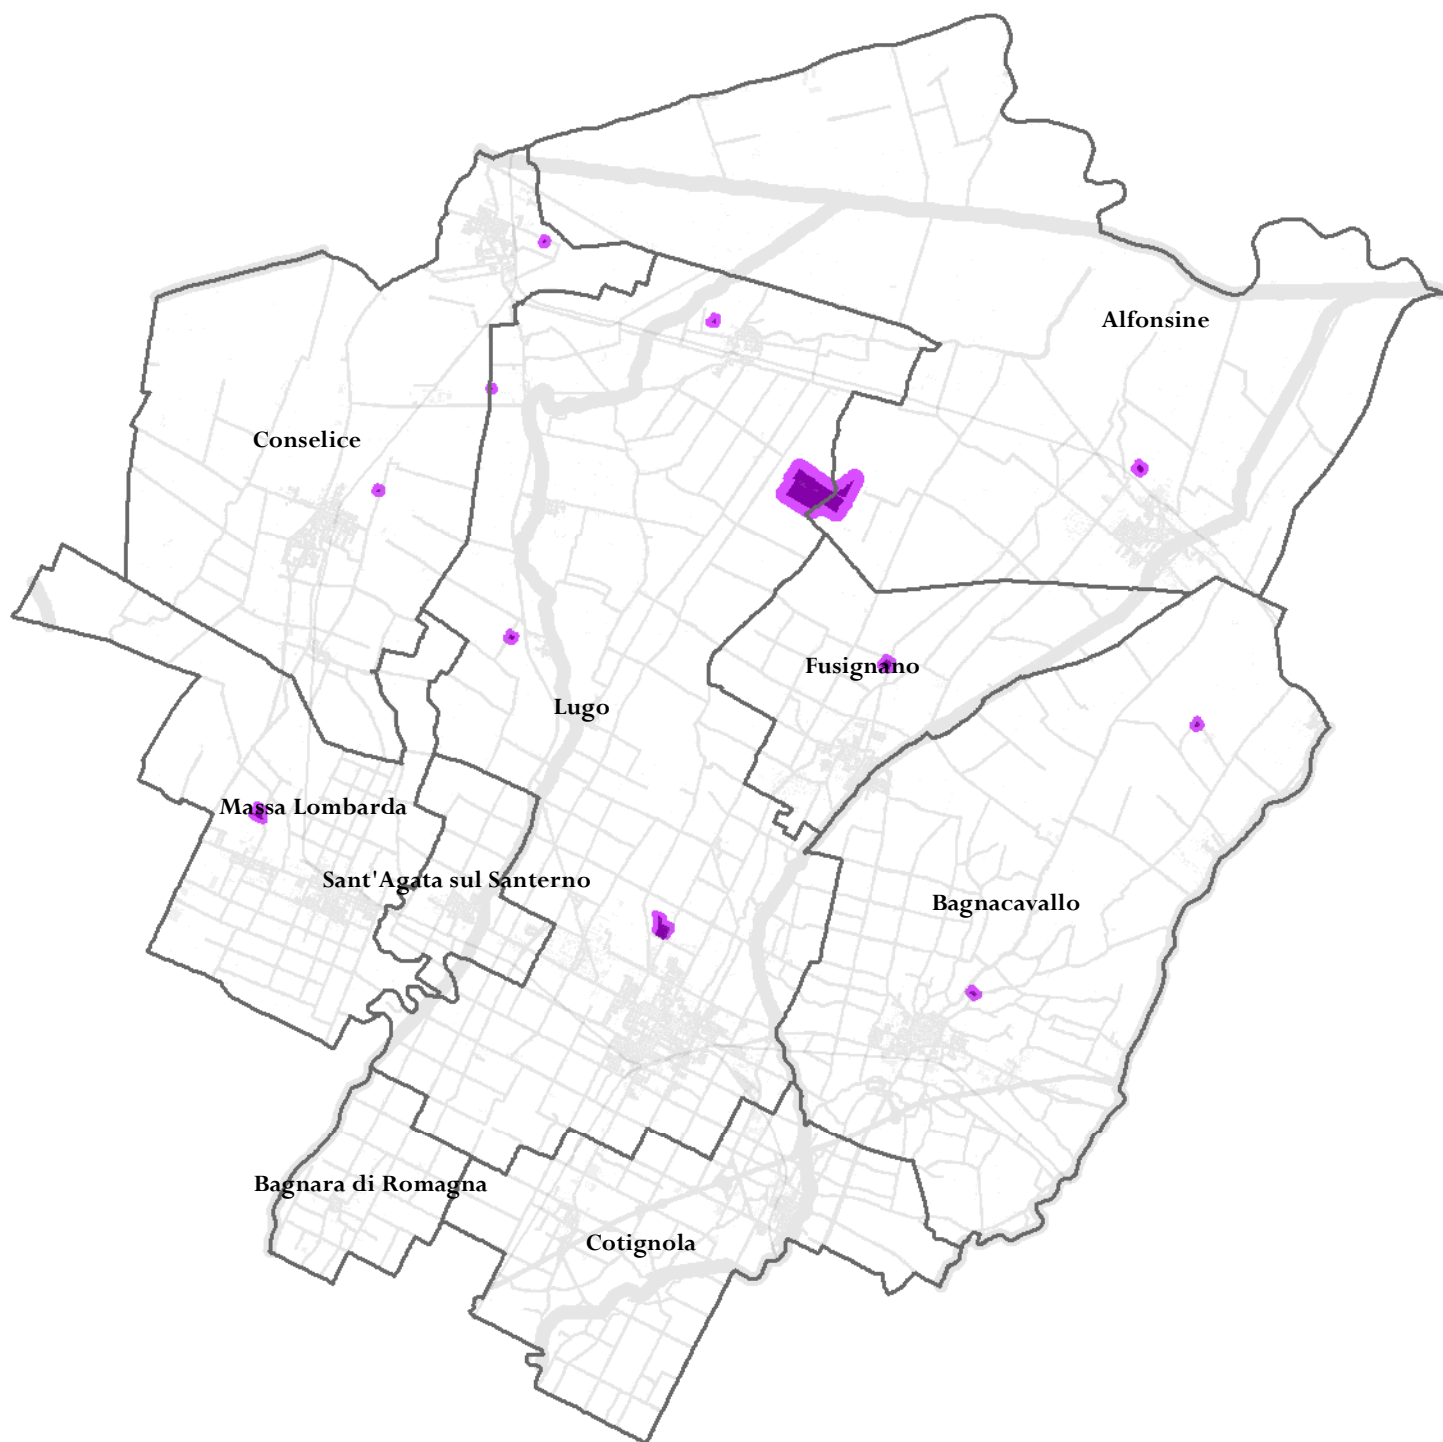 Alfonsine
Conselice
Fusignano
Lugo
Massa Lombarda
Sant'Agata sul Santerno
Bagnacavallo
Bagnara di Romagna
Cotignola